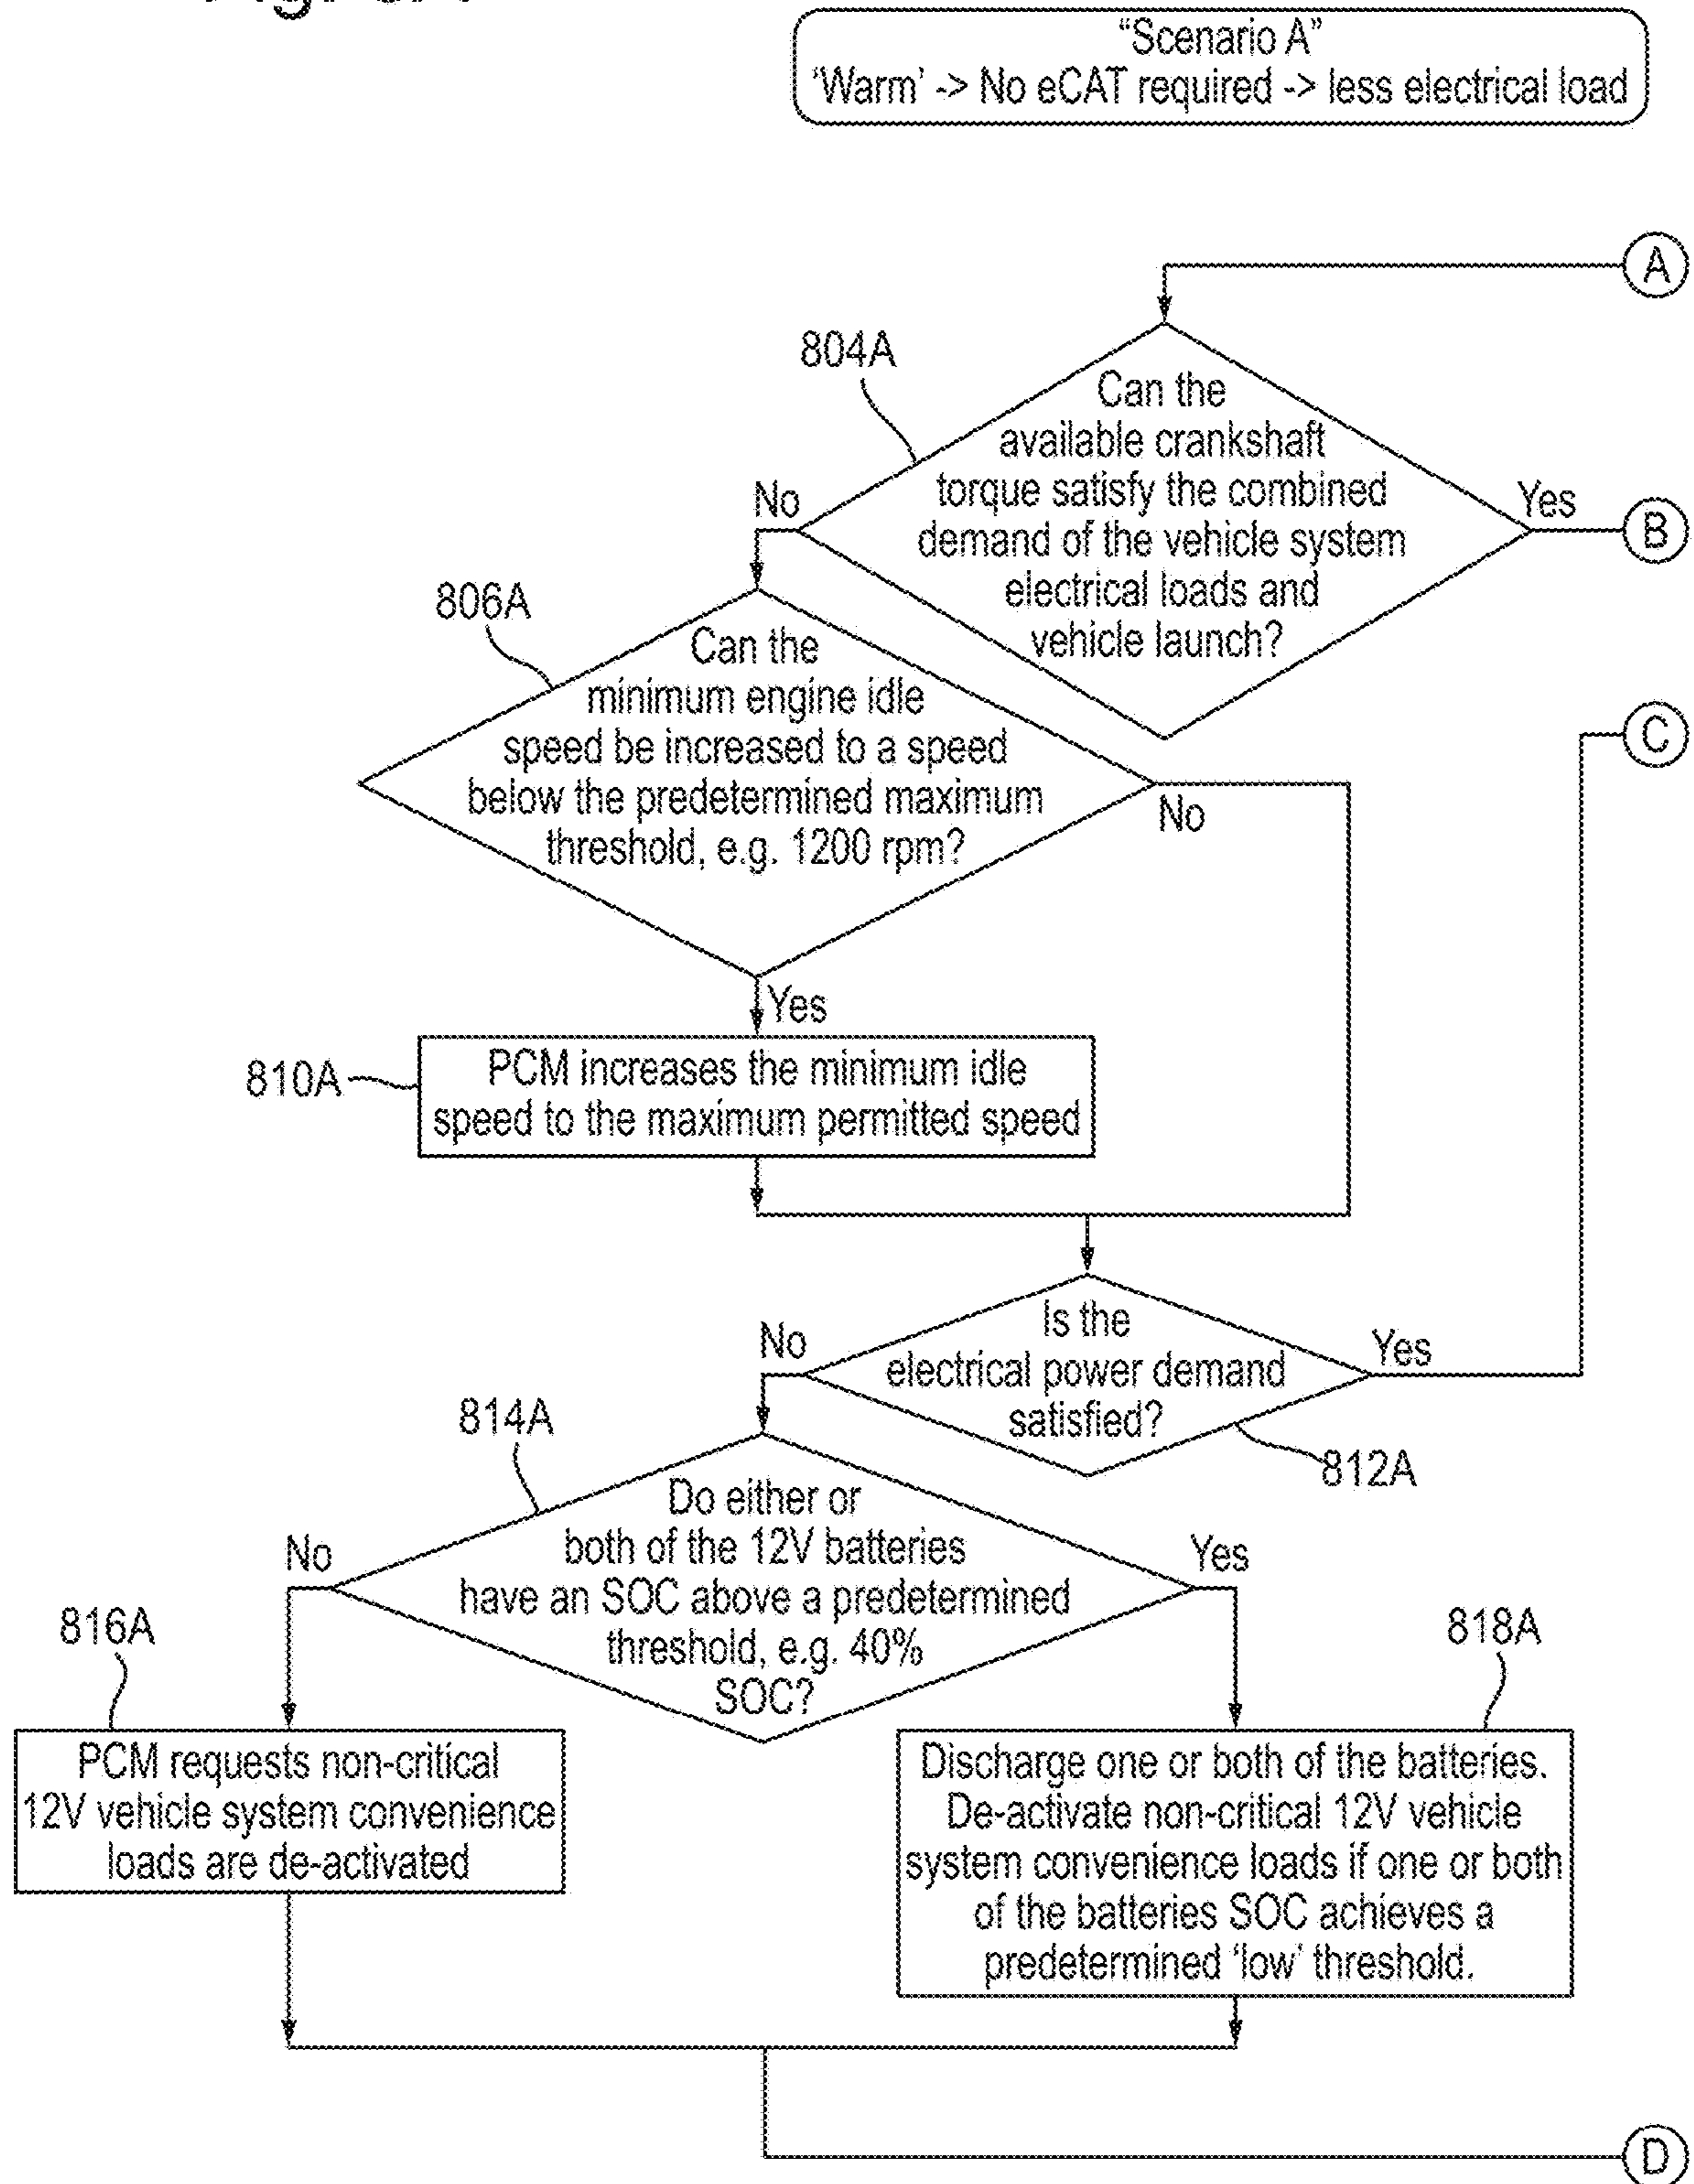 “Scenario A”
‘Warm’ -> No eCAT required -> less electrical load
A
804A
Can the
available crankshaft
torque satisfy the combined
demand of the vehicle system
electrical loads and
vehicle launch?
No
Yes
B
806A
Can the
minimum engine idle
speed be increased to a speed
below the predetermined maximum
threshold, e.g. 1200 rpm?
C
No
Yes
810A
PCM increases the minimum idle
speed to the maximum permitted speed
Is the
electrical power demand
satisfied?
No
Yes
812A
814A
Do either or
both of the 12V batteries
have an SOC above a predetermined
threshold, e.g. 40%
SOC?
No
Yes
816A
PCM requests non-critical
12V vehicle system convenience
loads are de-activated
818A
Discharge one or both of the batteries.
De-activate non-critical 12V vehicle
system convenience loads if one or both
of the batteries SOC achieves a
predetermined ‘low’ threshold.
D